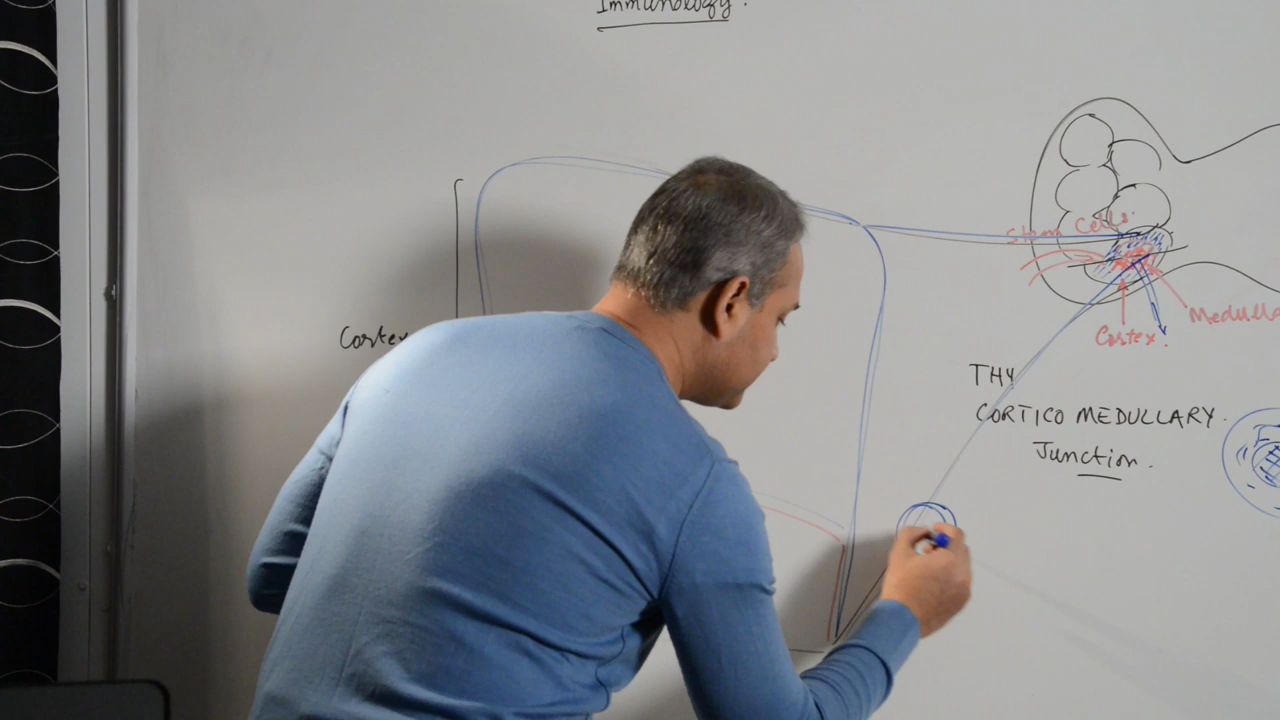 Immunology.
Stem Cells.
Medulla
Cortex.
Cortex
THY
CORTICO MEDULLARY.
Junction.